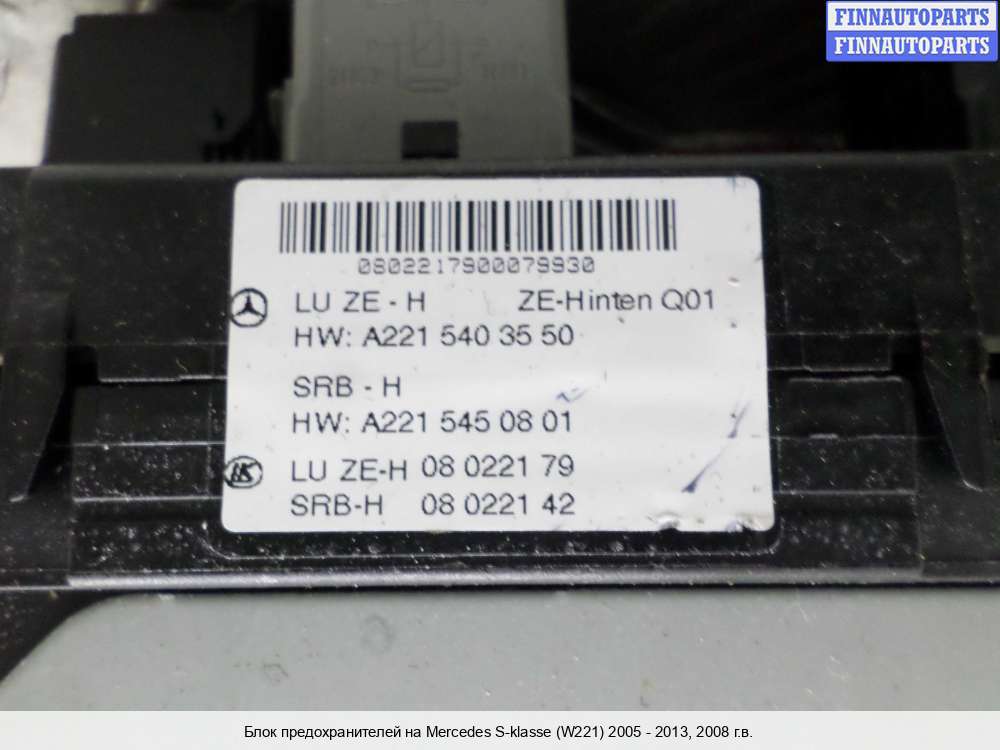 FINNAUTOPARTS
FINNAUTOPARTS
0802217900079930
LU ZE - H ZE-Hinten Q01
HW: A221 540 35 50
SRB - H
HW: A221 545 08 01
LK LU ZE-H 08 0221 79
SRB-H 08 0221 42
Блок предохранителей на Mercedes S-klasse (W221) 2005 - 2013, 2008 г.в.